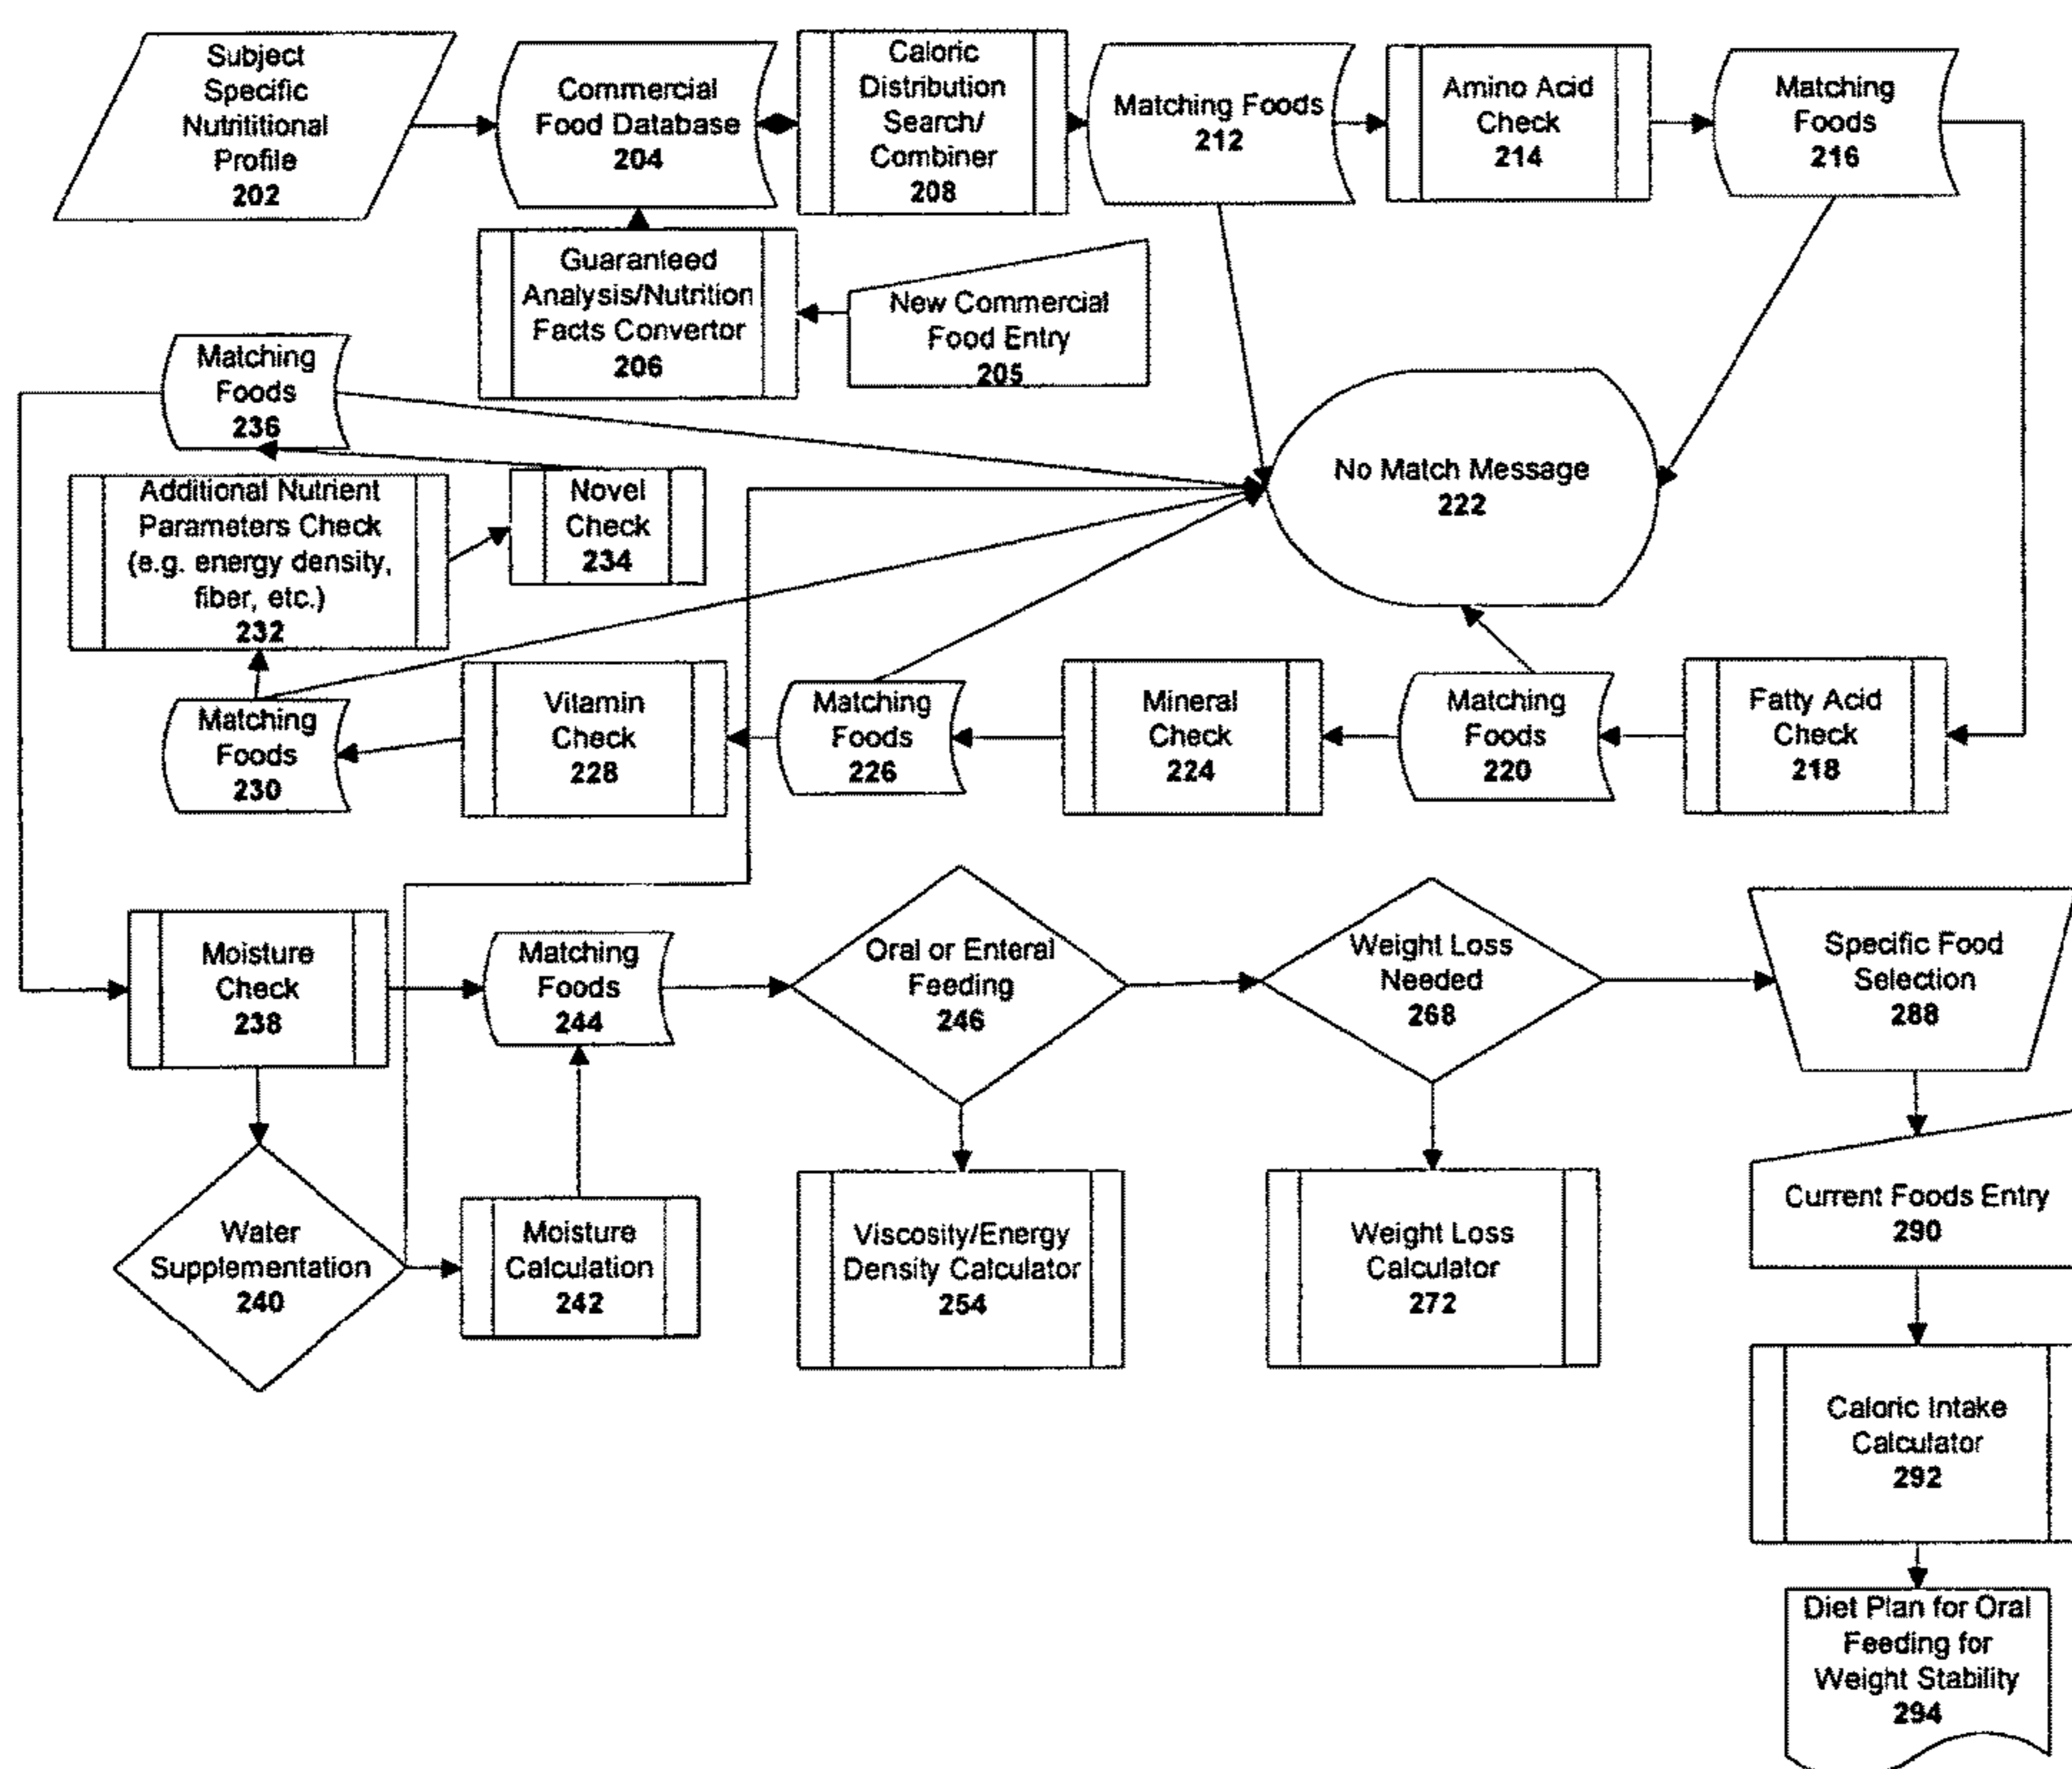 Subject
Specific
Nutrititional
Profile
202
Commercial
Food Database
204
Caloric
Distribution
Search/
Combiner
208
Matching Foods
212
Amino Acid
Check
214
Matching
Foods
216
Guaranteed
Analysis/Nutrition
Facts Convertor
206
New Commercial
Food Entry
205
Matching
Foods
236
No Match Message
222
Additional Nutrient
Parameters Check
(e.g. energy density,
fiber, etc.)
232
Novel
Check
234
Matching
Foods
230
Vitamin
Check
228
Matching
Foods
226
Mineral
Check
224
Matching
Foods
220
Fatty Acid
Check
218
Moisture
Check
238
Matching
Foods
244
Oral or Enteral
Feeding
246
Weight Loss
Needed
268
Specific Food
Selection
288
Water
Supplementation
240
Moisture
Calculation
242
Viscosity/Energy
Density Calculator
254
Weight Loss
Calculator
272
Current Foods Entry
290
Caloric Intake
Calculator
292
Diet Plan for Oral
Feeding for
Weight Stability
294